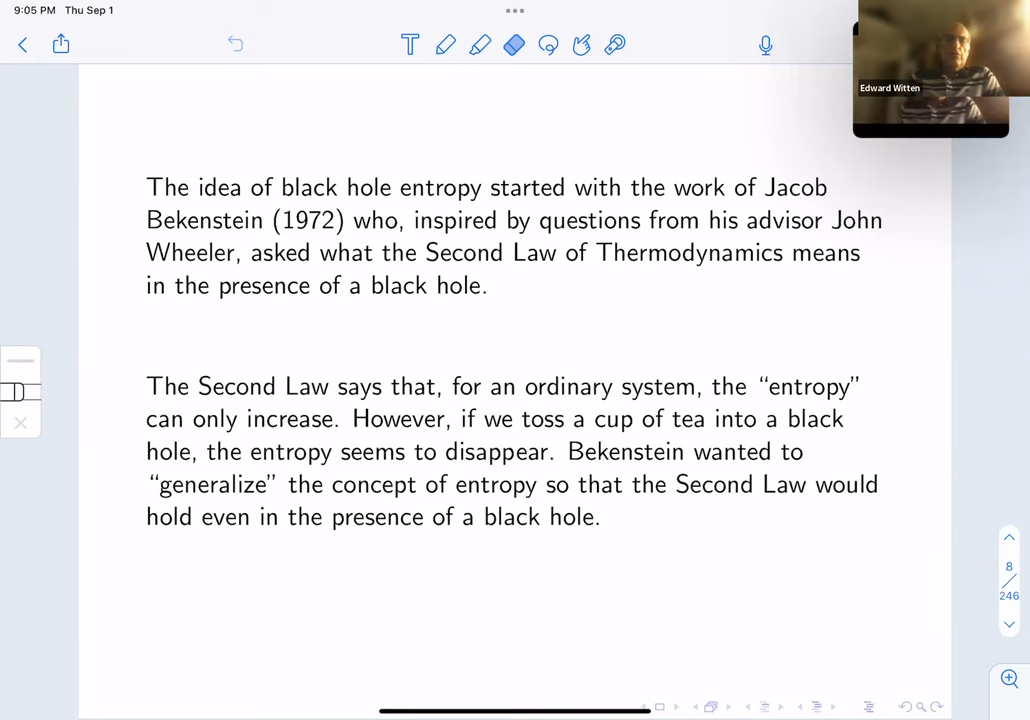 9:05 PM Thu Sep 1
Edward Witten
The idea of black hole entropy started with the work of Jacob
Bekenstein (1972) who, inspired by questions from his advisor John
Wheeler, asked what the Second Law of Thermodynamics means
in the presence of a black hole.
The Second Law says that, for an ordinary system, the “entropy”
can only increase. However, if we toss a cup of tea into a black
hole, the entropy seems to disappear. Bekenstein wanted to
“generalize” the concept of entropy so that the Second Law would
hold even in the presence of a black hole.
8
246